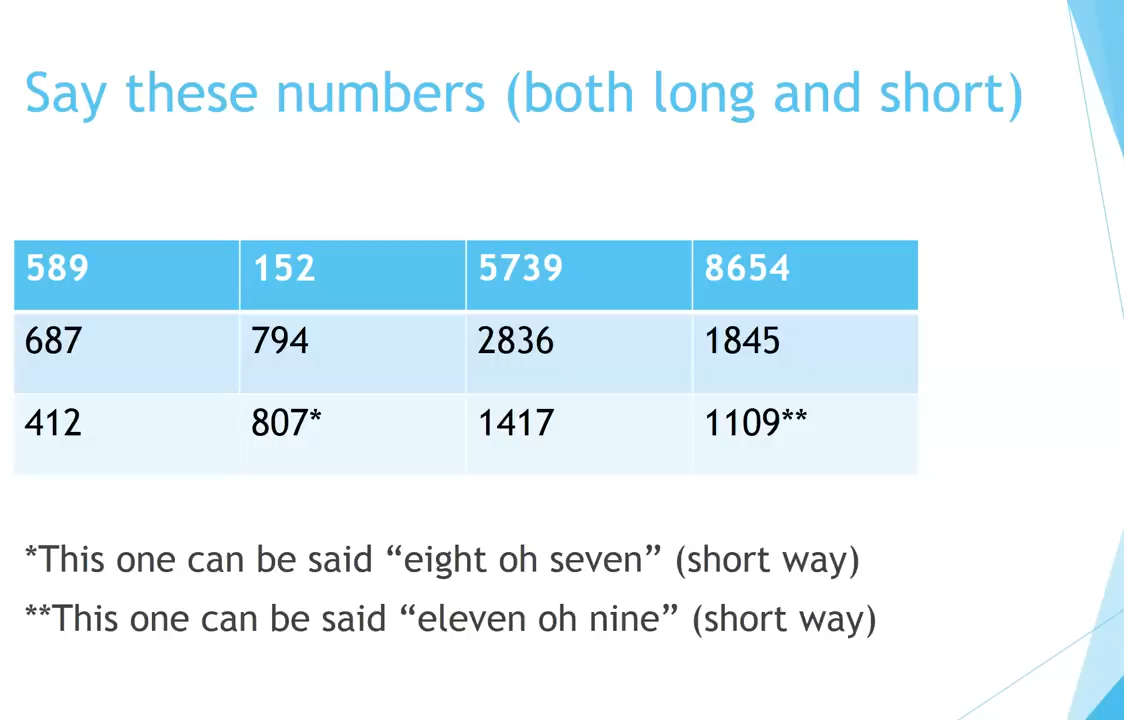 Say these numbers (both long and short)
589 152 5739 8654
687 794 2836 1845
412 807* 1417 1109**
*This one can be said “eight oh seven” (short way)
**This one can be said “eleven oh nine” (short way)